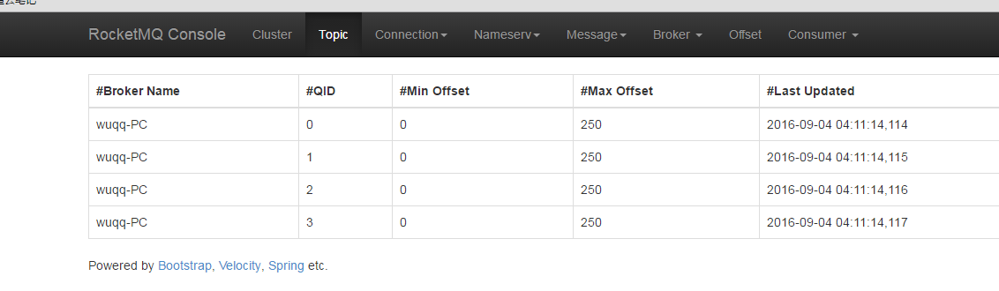 云笔记
RocketMQ Console Cluster Topic Connection Nameserv Message Broker Offset Consumer
#Broker Name #QID #Min Offset #Max Offset #Last Updated
wuqq-PC 0 0 250 2016-09-04 04:11:14,114
wuqq-PC 1 0 250 2016-09-04 04:11:14,115
wuqq-PC 2 0 250 2016-09-04 04:11:14,116
wuqq-PC 3 0 250 2016-09-04 04:11:14,117
Powered by Bootstrap, Velocity, Spring etc.